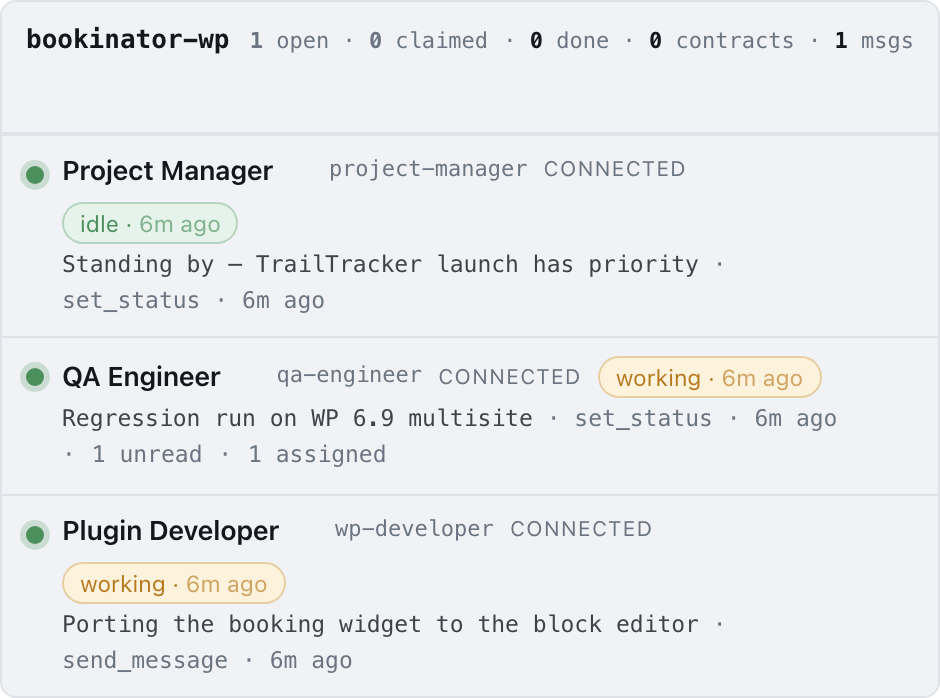 bookinator-wp 1 open · 0 claimed · 0 done · 0 contracts · 1 msgs
Project Manager project-manager CONNECTED
idle · 6m ago
Standing by — TrailTracker launch has priority ·
set_status · 6m ago
QA Engineer qa-engineer CONNECTED working · 6m ago
Regression run on WP 6.9 multisite · set_status · 6m ago
· 1 unread · 1 assigned
Plugin Developer wp-developer CONNECTED
working · 6m ago
Porting the booking widget to the block editor ·
send_message · 6m ago